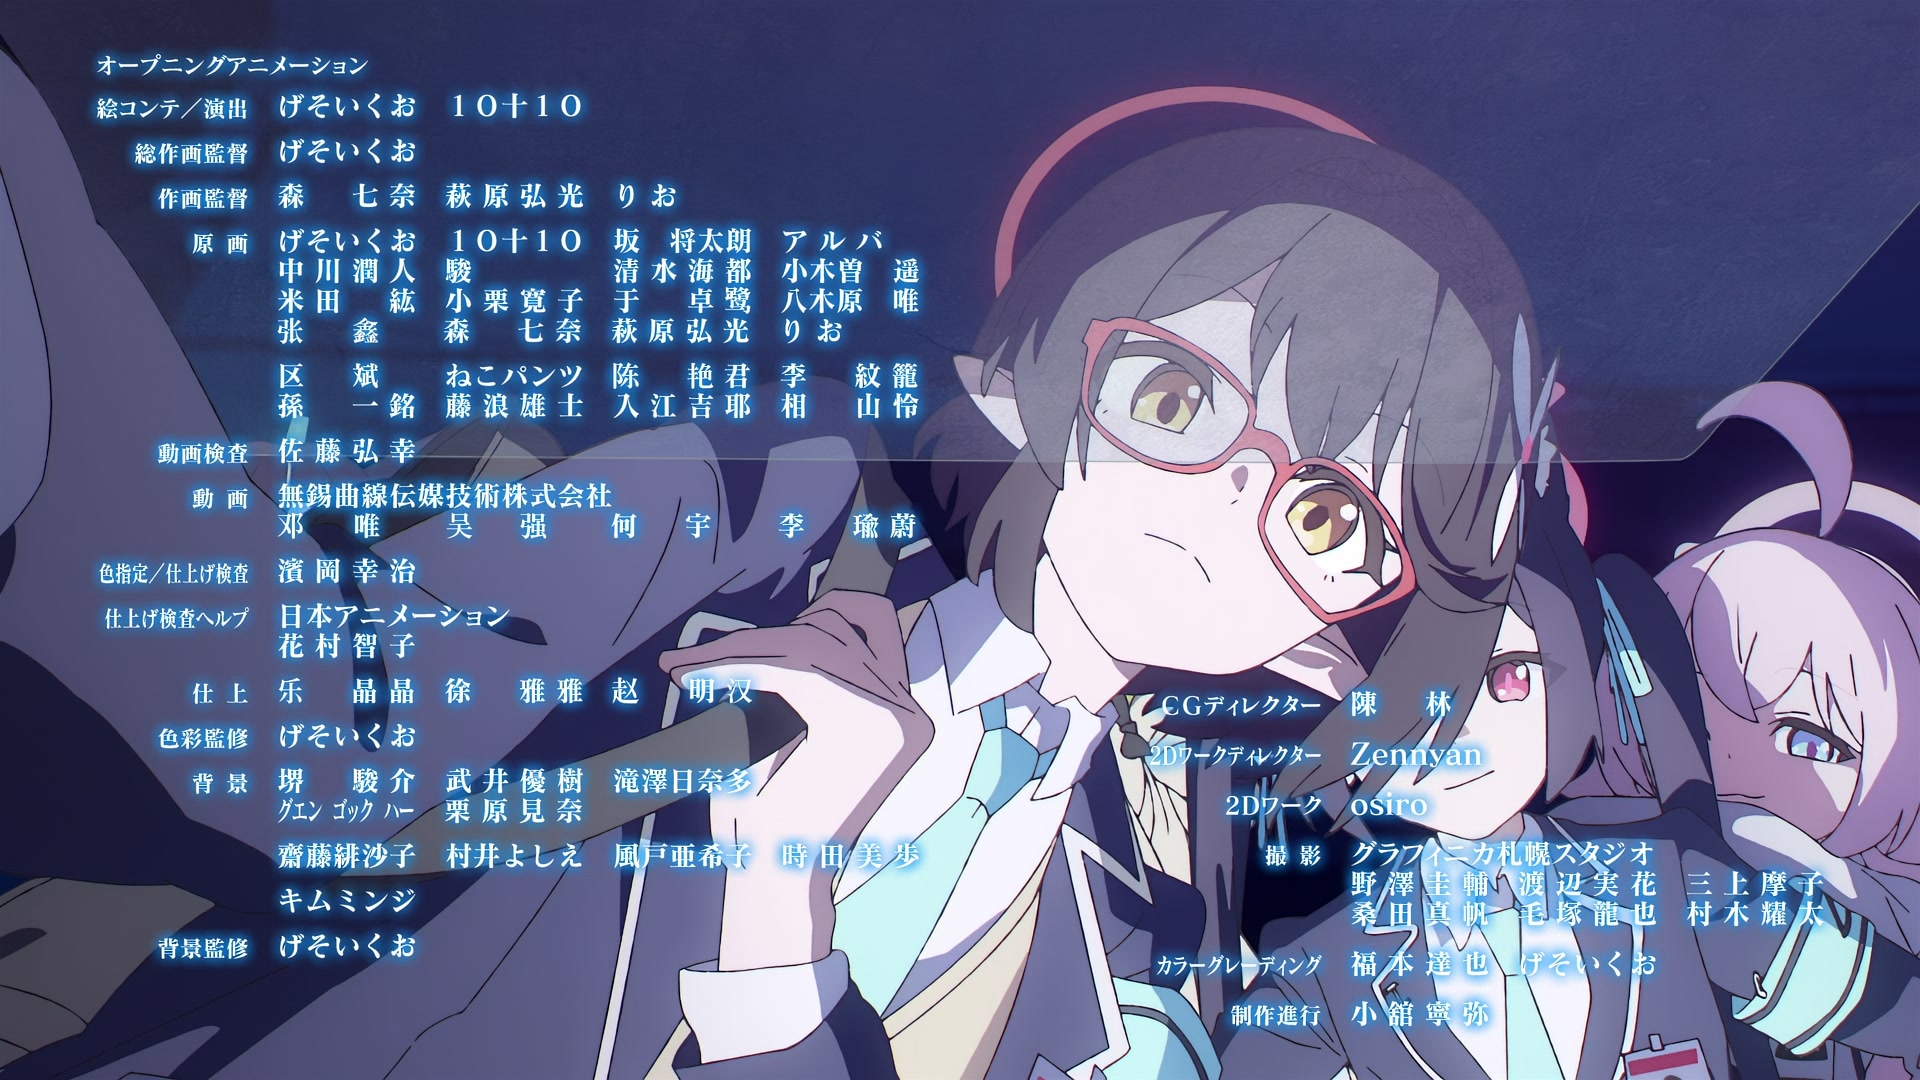 オープニングアニメーション
絵コンテ／演出 げそいくお 10十10
総作画監督 げそいくお
作画監督 森 七奈 萩原弘光 りお
原画 げそいくお 10十10 坂 将太朗 アルバ
中川潤人 駿 清水海都 小木曽 遥
米田 紘 小栗寛子 于 卓鹭 八木原 唯
张 鑫 森 七奈 萩原弘光 りお
区 斌 ねこパンツ 陈 艳君 李 紋籠
孫 一銘 藤浪雄士 入江吉耶 相 山怜
動画検査 佐藤弘幸
動画 無錫曲線伝媒技術株式会社
邓 唯 吴 强 何 宇 李 瑜蔚
色指定／仕上げ検査 濱岡幸治
仕上げ検査ヘルプ 日本アニメーション
花村智子
仕上 乐 晶晶 徐 雅雅 赵 明汉
色彩監修 げそいくお
背景 堺 駿介 武井優樹 滝澤日奈多
グエン ゴック ハー 栗原見奈
齋藤緋沙子 村井よしえ 風戸亜希子 時田美歩
キムミンジ
背景監修 げそいくお
CGディレクター 陳 林
2Dワークディレクター Zennyan
2Dワーク osiro
撮影 グラフィニカ札幌スタジオ
野澤圭輔 渡辺実花 三上摩子
桑田真帆 毛塚龍也 村木耀太
カラーグレーディング 福本達也 げそいくお
制作進行 小舘寧弥